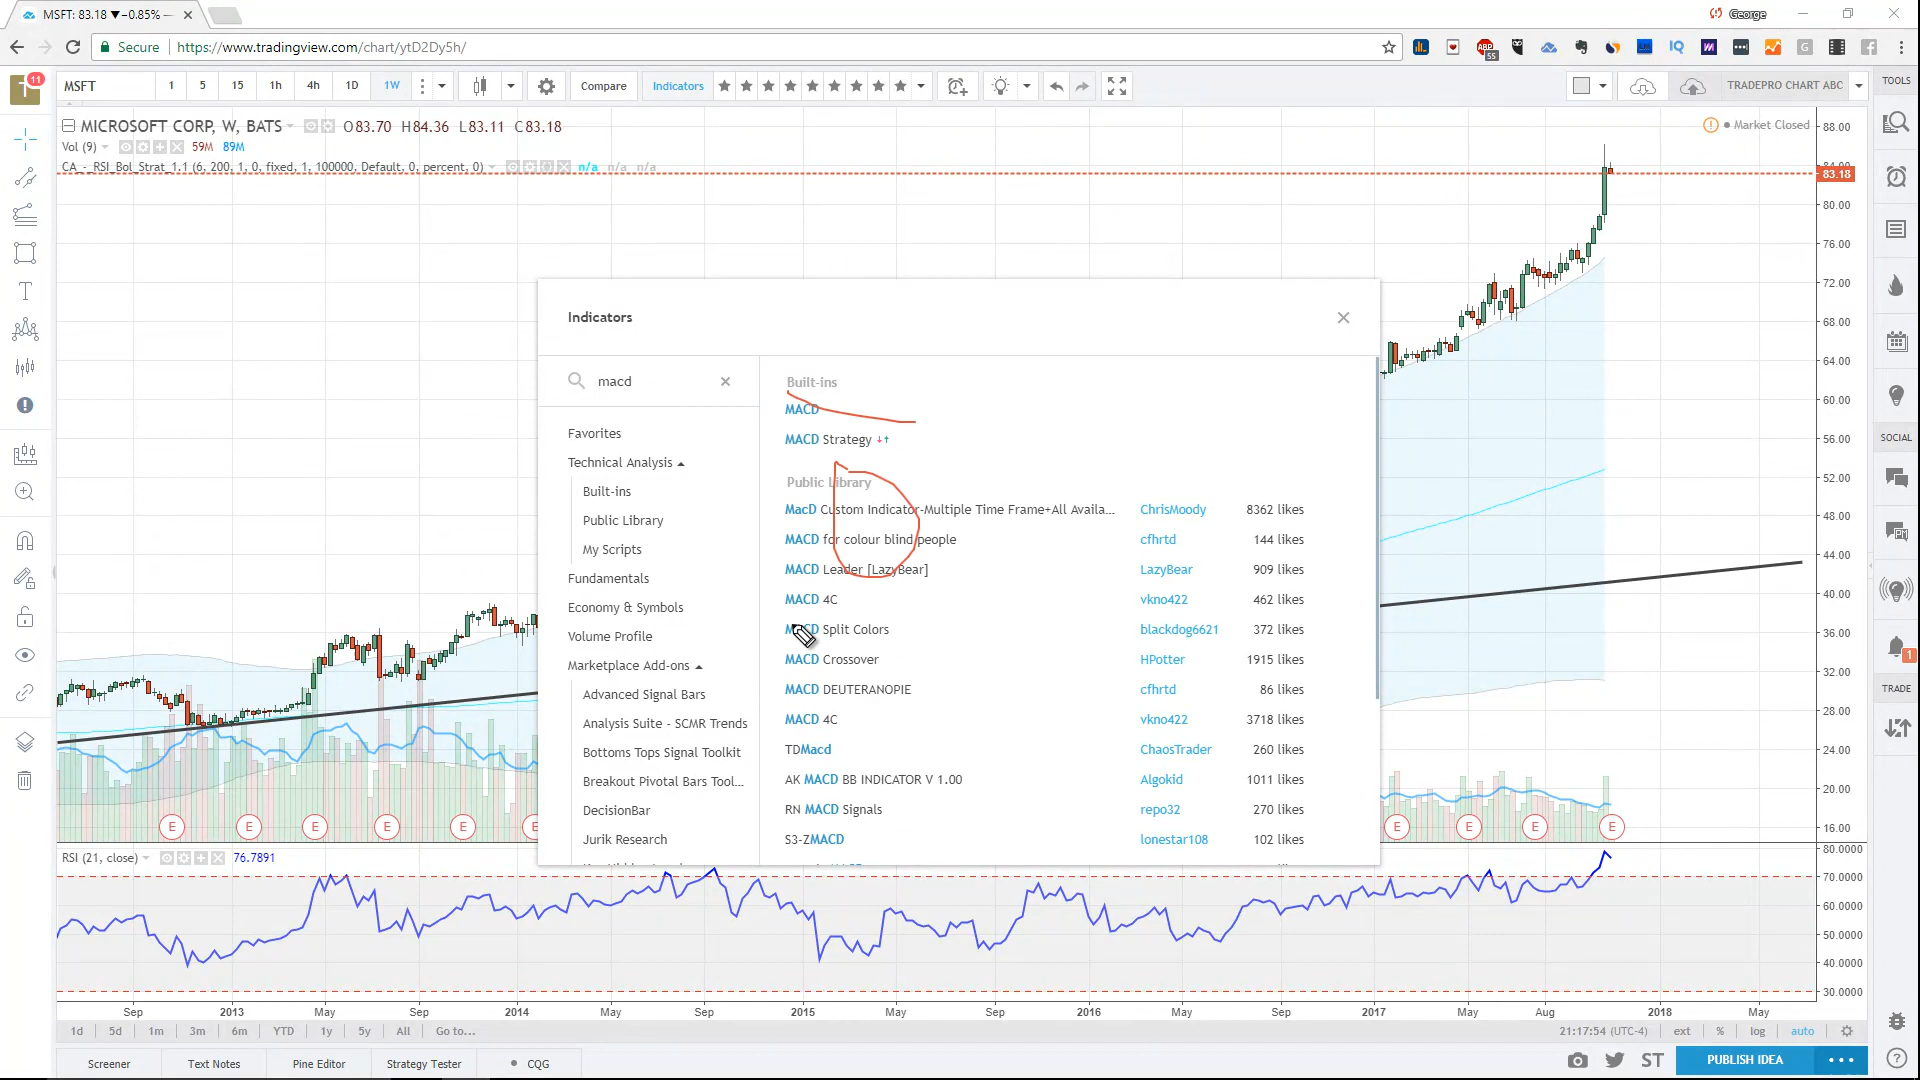 MSFT: 83.18 ▼−0.85% —
George
Secure https://www.tradingview.com/chart/ytD2Dy5h/
MSFT 1 5 15 1h 4h 1D 1W Compare Indicators TRADEPRO CHART ABC TOOLS
MICROSOFT CORP, W, BATS O83.70 H84.36 L83.11 C83.18
Market Closed
Vol (9) 59M 89M
CA_-_RSI_Bol_Strat_1.1 (6, 200, 1, 0, fixed, 1, 100000, Default, 0, percent, 0) n/a n/a n/a
88.00
84.00
83.18
80.00
76.00
72.00
68.00
64.00
60.00
56.00
52.00
48.00
44.00
40.00
36.00
32.00
28.00
24.00
20.00
16.00
SOCIAL
TRADE
11
55
1
Indicators
macd
Favorites
Technical Analysis
Built-ins
Public Library
My Scripts
Fundamentals
Economy & Symbols
Volume Profile
Marketplace Add-ons
Advanced Signal Bars
Analysis Suite - SCMR Trends
Bottoms Tops Signal Toolkit
Breakout Pivotal Bars Tool...
DecisionBar
Jurik Research
Built-ins
MACD
MACD Strategy
Public Library
MacD Custom Indicator-Multiple Time Frame+All Availa... ChrisMoody 8362 likes
MACD for colour blind people cfhrtd 144 likes
MACD Leader [LazyBear] LazyBear 909 likes
MACD 4C vkno422 462 likes
MACD Split Colors blackdog6621 372 likes
MACD Crossover HPotter 1915 likes
MACD DEUTERANOPIE cfhrtd 86 likes
MACD 4C vkno422 3718 likes
TDMacd ChaosTrader 260 likes
AK MACD BB INDICATOR V 1.00 Algokid 1011 likes
RN MACD Signals repo32 270 likes
S3-ZMACD lonestar108 102 likes
E E E E E E E E E E
RSI (21, close) 76.7891
80.0000
70.0000
60.0000
50.0000
40.0000
30.0000
Sep 2013 May Sep 2014 May Sep 2015 May Sep 2016 May Sep 2017 May Aug 2018 May
1d 5d 1m 3m 6m YTD 1y 5y All Go to... 21:17:54 (UTC-4) ext % log auto
Screener Text Notes Pine Editor Strategy Tester CQG ST PUBLISH IDEA